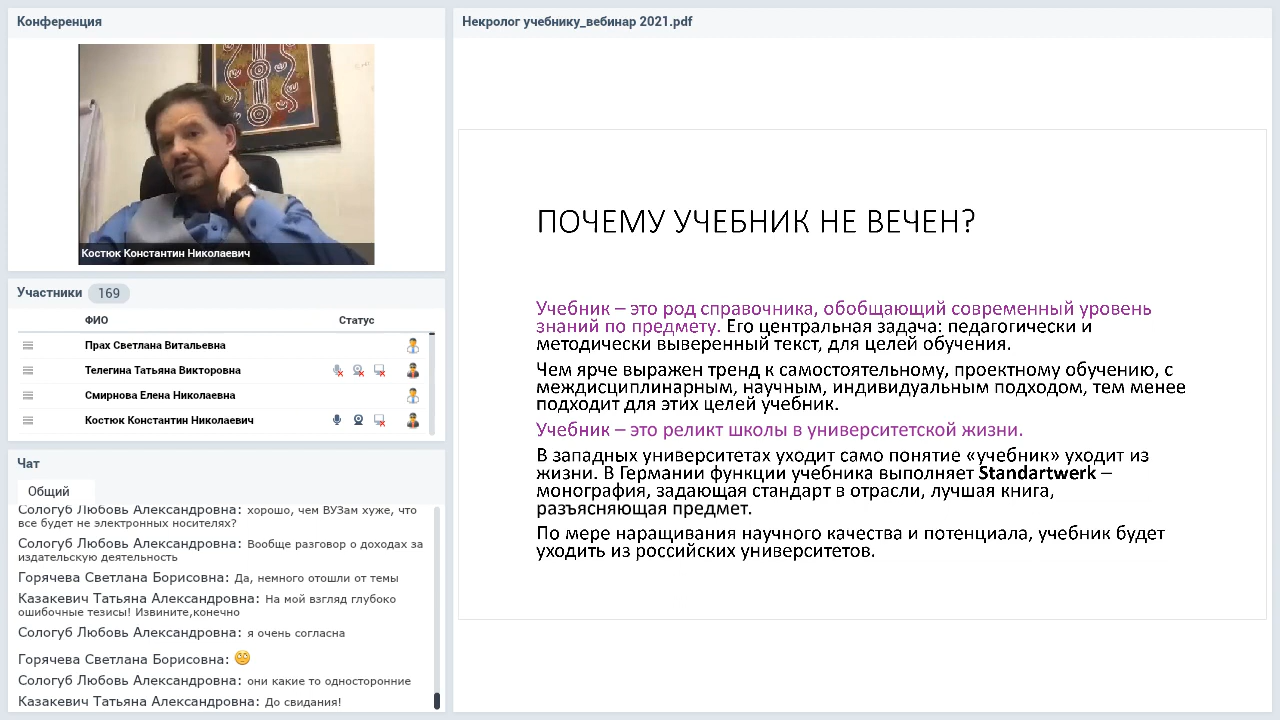 Конференция
Костюк Константин Николаевич
Участники 169
ФИО Статус
Прах Светлана Витальевна
Телегина Татьяна Викторовна
Смирнова Елена Николаевна
Костюк Константин Николаевич
Чат
Общий
Сологуб Любовь Александровна: хорошо, чем ВУЗам хуже, что
все будет не электронных носителях?
Сологуб Любовь Александровна: Вообще разговор о доходах за
издательскую деятельность
Горячева Светлана Борисовна: Да, немного отошли от темы
Казакевич Татьяна Александровна: На мой взгляд глубоко
ошибочные тезисы! Извините,конечно
Сологуб Любовь Александровна: я очень согласна
Горячева Светлана Борисовна:
Сологуб Любовь Александровна: они какие то односторонние
Казакевич Татьяна Александровна: До свидания!
Некролог учебнику_вебинар 2021.pdf
ПОЧЕМУ УЧЕБНИК НЕ ВЕЧЕН?
Учебник – это род справочника, обобщающий современный уровень
знаний по предмету. Его центральная задача: педагогически и
методически выверенный текст, для целей обучения.
Чем ярче выражен тренд к самостоятельному, проектному обучению, с
междисциплинарным, научным, индивидуальным подходом, тем менее
подходит для этих целей учебник.
Учебник – это реликт школы в университетской жизни.
В западных университетах уходит само понятие «учебник» уходит из
жизни. В Германии функции учебника выполняет Standartwerk –
монография, задающая стандарт в отрасли, лучшая книга,
разъясняющая предмет.
По мере наращивания научного качества и потенциала, учебник будет
уходить из российских университетов.